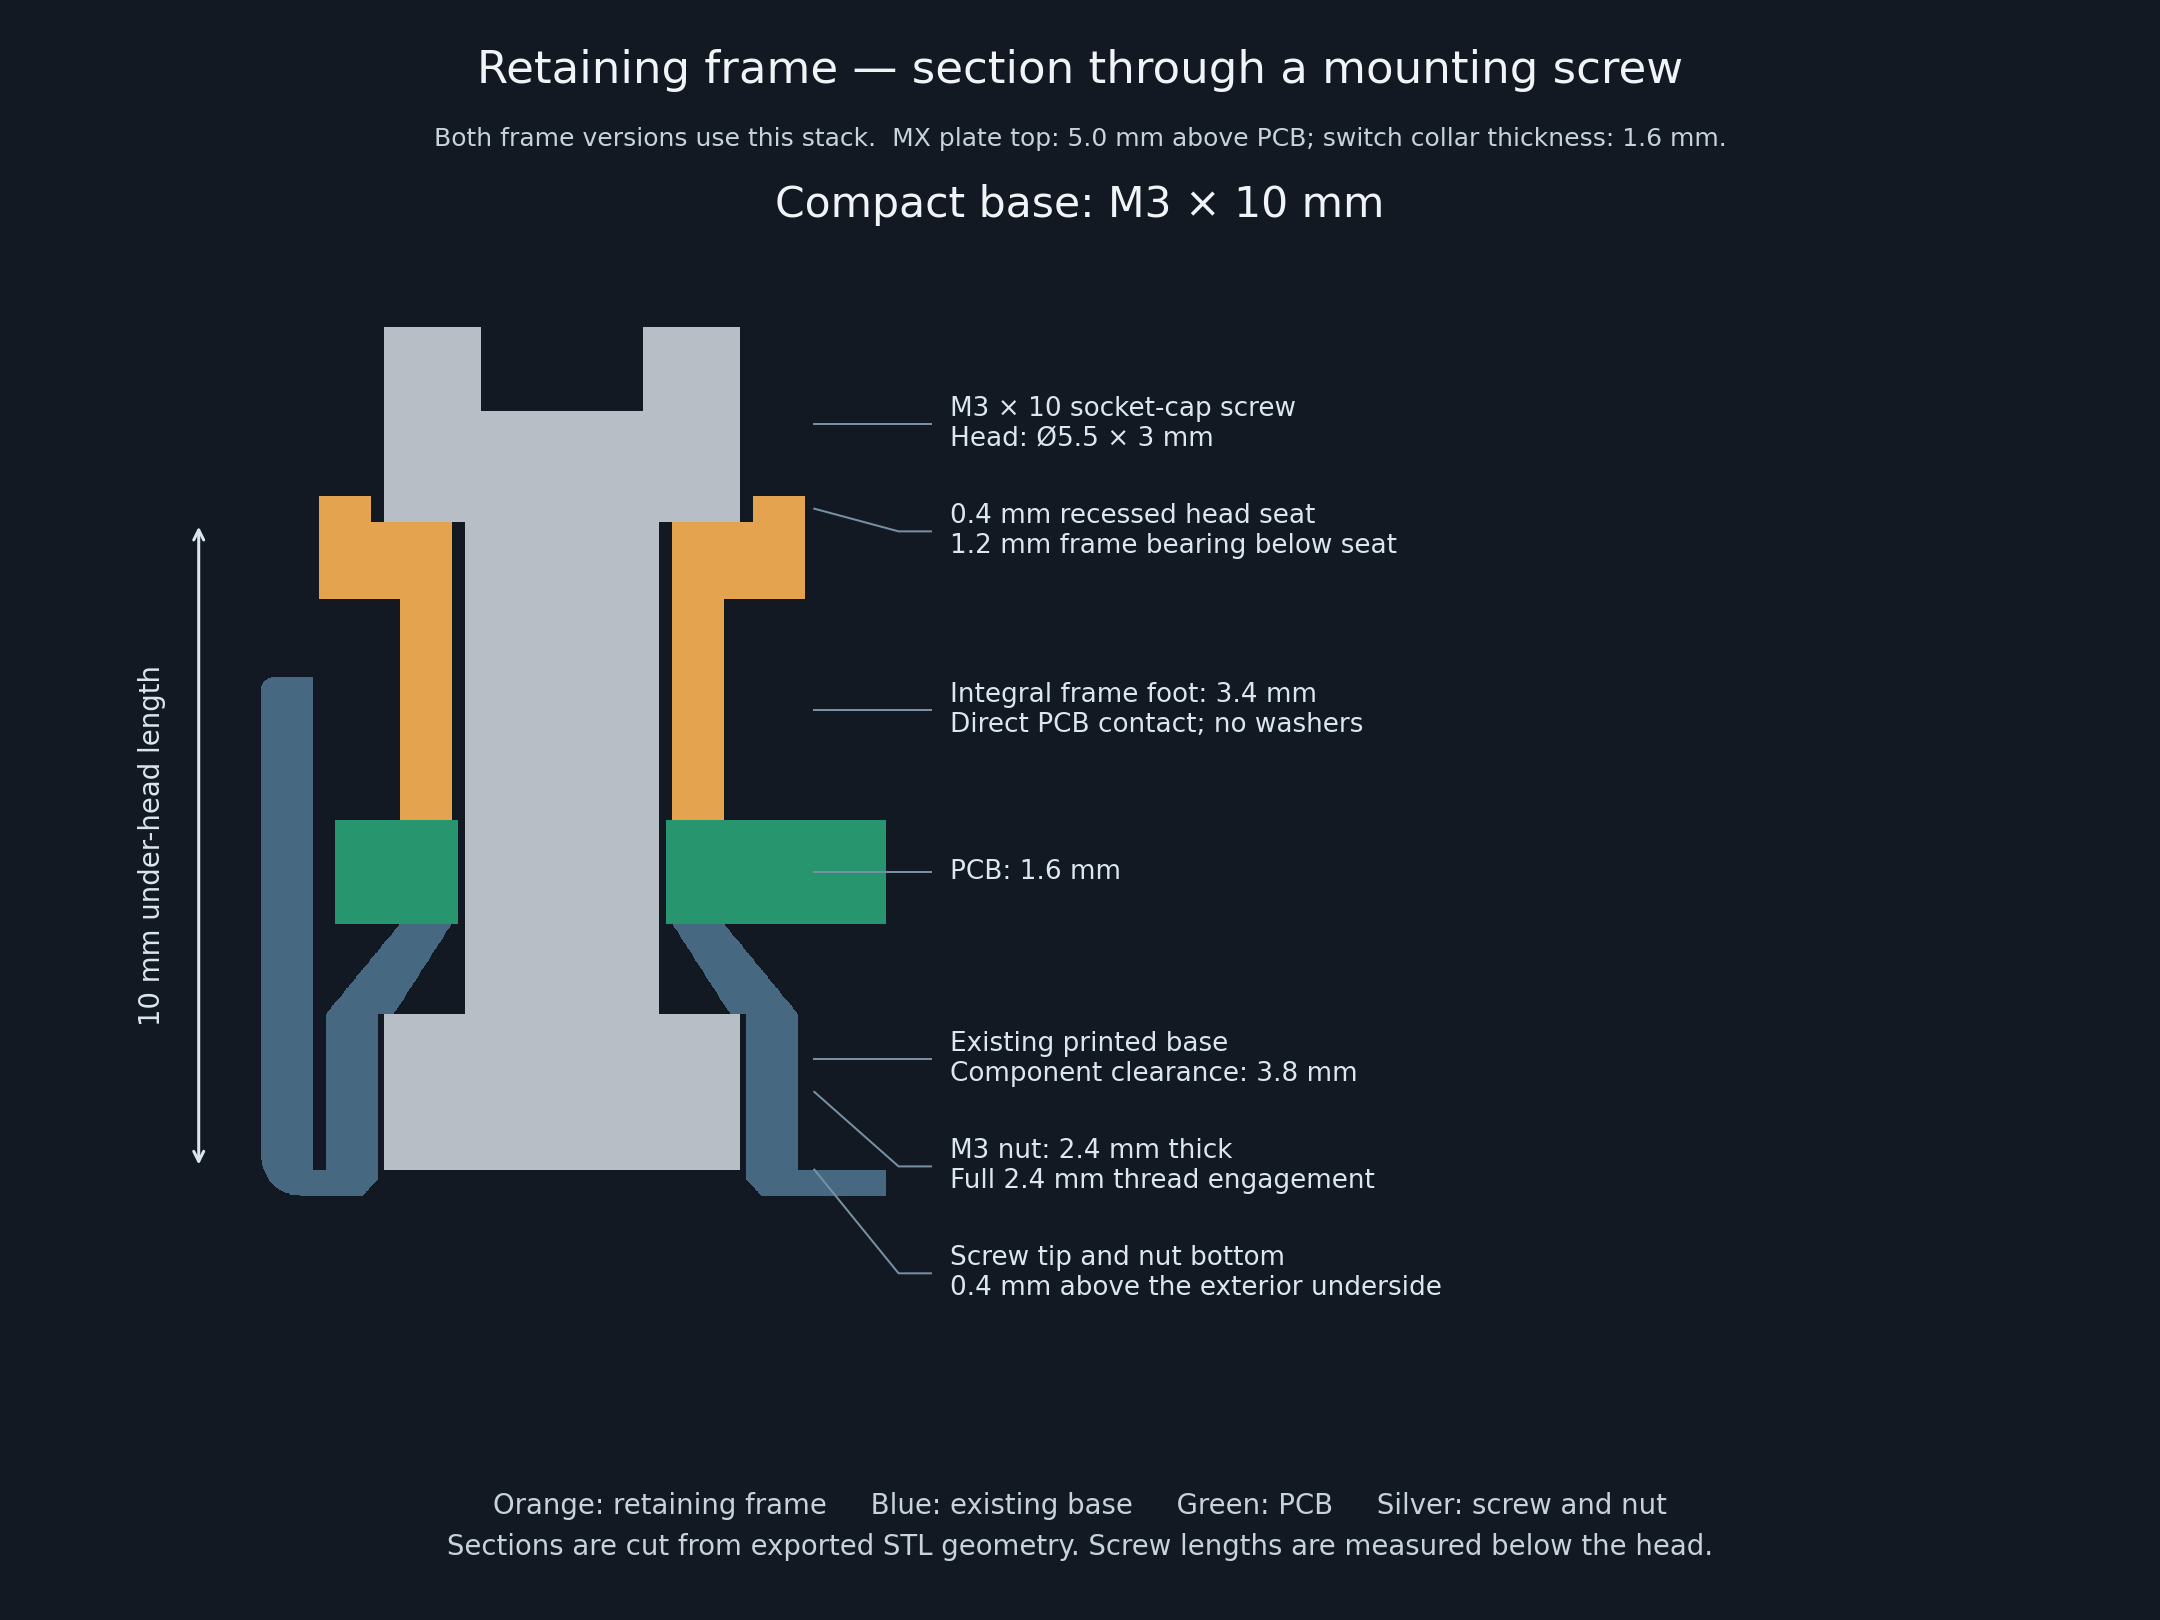 Retaining frame — section through a mounting screw
Both frame versions use this stack.  MX plate top: 5.0 mm above PCB; switch collar thickness: 1.6 mm.
Compact base: M3 × 10 mm
M3 × 10 socket-cap screw
Head: Ø5.5 × 3 mm
0.4 mm recessed head seat
1.2 mm frame bearing below seat
10 mm under-head length
Integral frame foot: 3.4 mm
Direct PCB contact; no washers
PCB: 1.6 mm
Existing printed base
Component clearance: 3.8 mm
M3 nut: 2.4 mm thick
Full 2.4 mm thread engagement
Screw tip and nut bottom
0.4 mm above the exterior underside
Orange: retaining frame     Blue: existing base     Green: PCB     Silver: screw and nut
Sections are cut from exported STL geometry. Screw lengths are measured below the head.